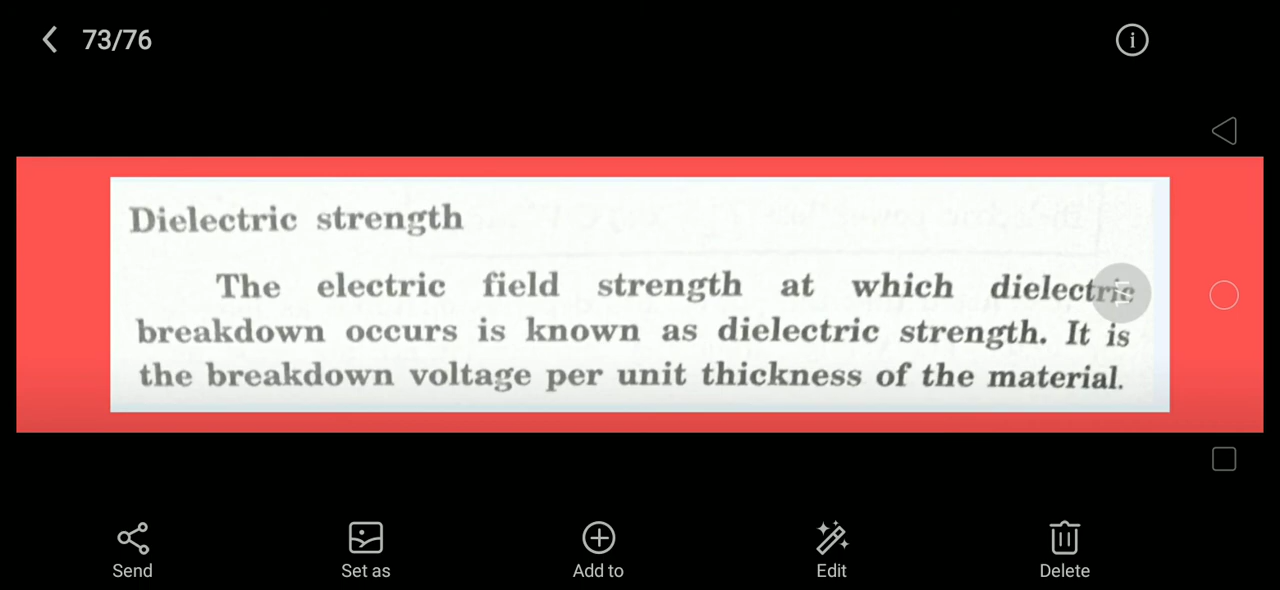 73/76
Dielectric strength
The electric field strength at which dielectric
breakdown occurs is known as dielectric strength. It is
the breakdown voltage per unit thickness of the material.
Send
Set as
Add to
Edit
Delete